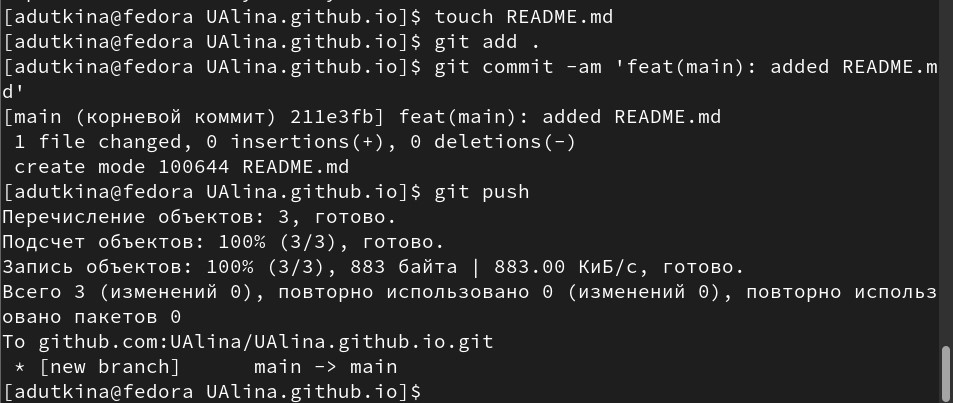 [adutkina@fedora UAlina.github.io]$ touch README.md
[adutkina@fedora UAlina.github.io]$ git add .
[adutkina@fedora UAlina.github.io]$ git commit -am 'feat(main): added README.m
d'
[main (корневой коммит) 211e3fb] feat(main): added README.md
 1 file changed, 0 insertions(+), 0 deletions(-)
 create mode 100644 README.md
[adutkina@fedora UAlina.github.io]$ git push
Перечисление объектов: 3, готово.
Подсчет объектов: 100% (3/3), готово.
Запись объектов: 100% (3/3), 883 байта | 883.00 КиБ/с, готово.
Всего 3 (изменений 0), повторно использовано 0 (изменений 0), повторно использ
овано пакетов 0
To github.com:UAlina/UAlina.github.io.git
 * [new branch]      main -> main
[adutkina@fedora UAlina.github.io]$